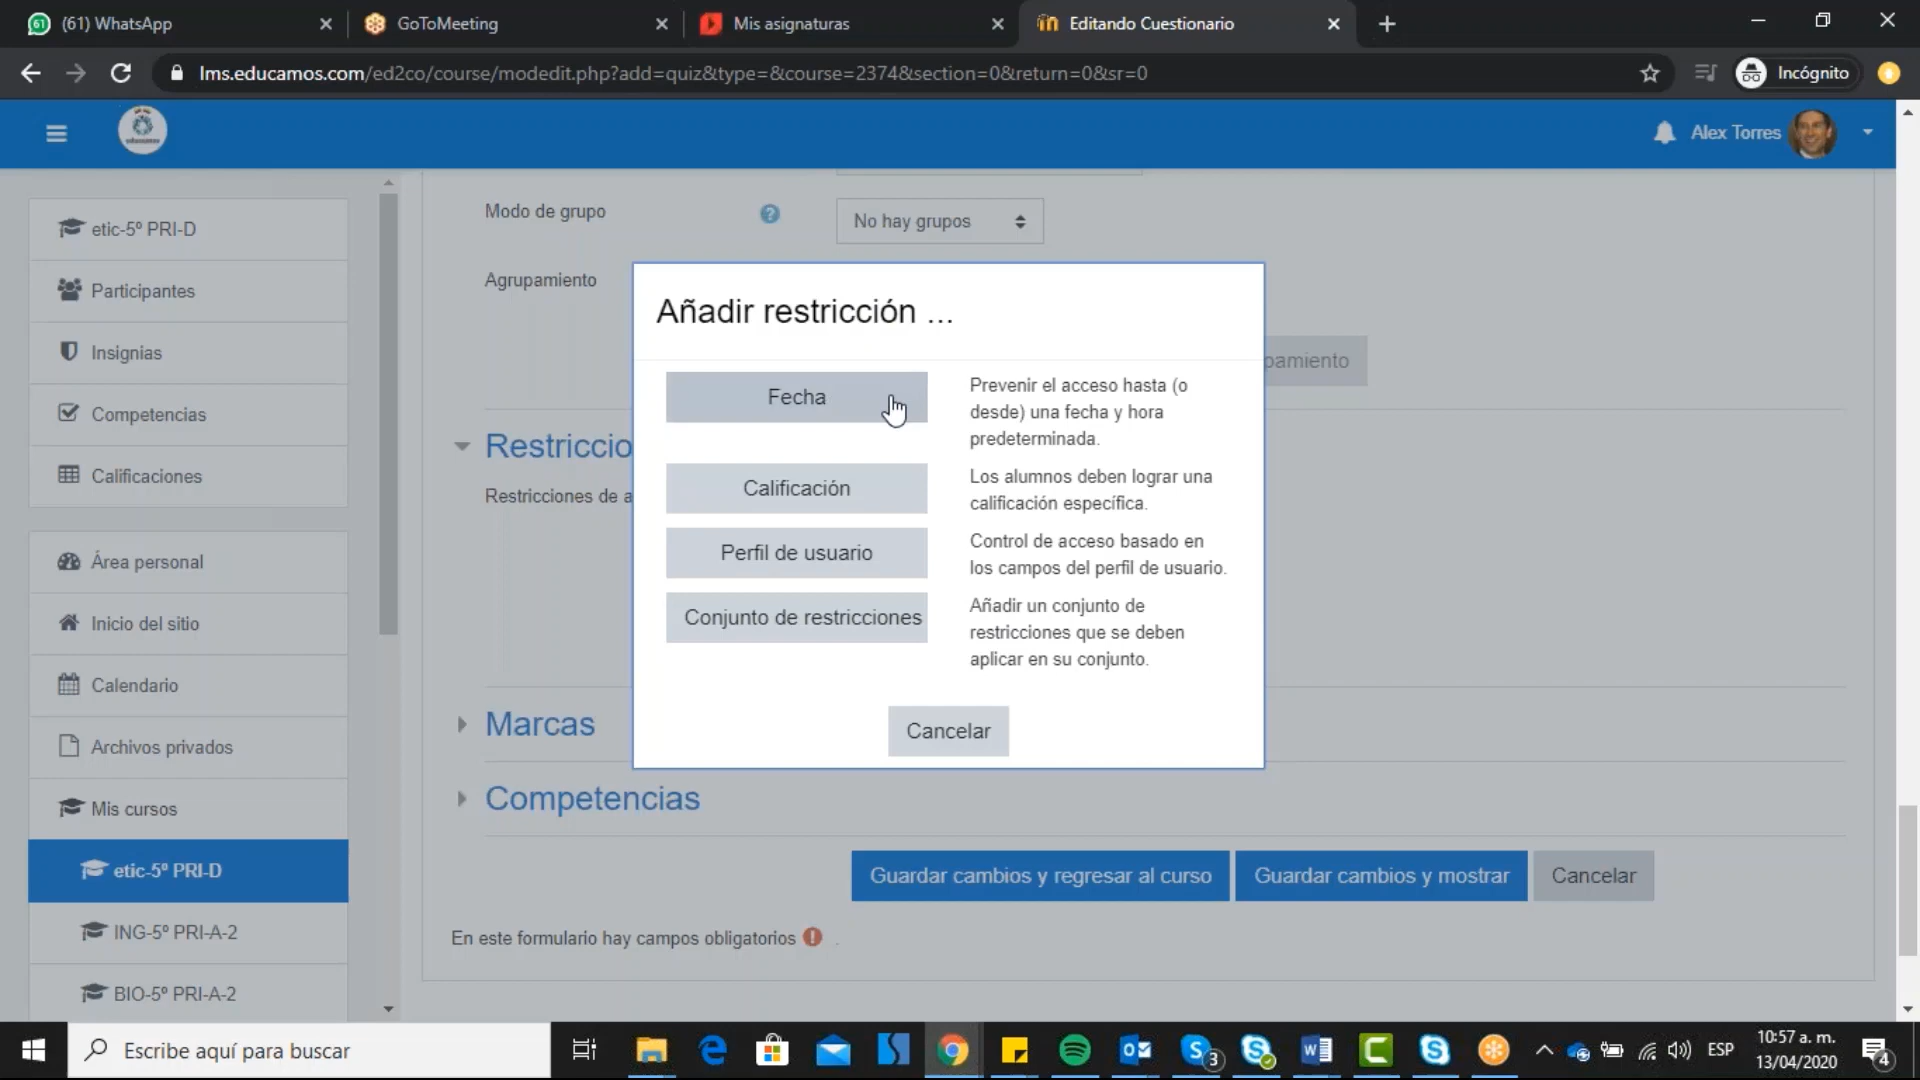 (61) WhatsApp
GoToMeeting
Mis asignaturas
Editando Cuestionario
lms.educamos.com/ed2co/course/modedit.php?add=quiz&type=&course=2374&section=0&return=0&sr=0
Incógnito
Alex Torres
etic-5º PRI-D
Participantes
Insignias
Competencias
Calificaciones
Área personal
Inicio del sitio
Calendario
Archivos privados
Mis cursos
etic-5º PRI-D
ING-5º PRI-A-2
BIO-5º PRI-A-2
Modo de grupo
No hay grupos
Agrupamiento
pamiento
Restriccio
Restricciones de a
Añadir restricción ...
Fecha
Prevenir el acceso hasta (o
desde) una fecha y hora
predeterminada.
Calificación
Los alumnos deben lograr una
calificación específica.
Perfil de usuario
Control de acceso basado en
los campos del perfil de usuario.
Conjunto de restricciones
Añadir un conjunto de
restricciones que se deben
aplicar en su conjunto.
Cancelar
Marcas
Competencias
Guardar cambios y regresar al curso
Guardar cambios y mostrar
Cancelar
En este formulario hay campos obligatorios
.
Escribe aquí para buscar
3
ESP
10:57 a. m.
13/04/2020
4